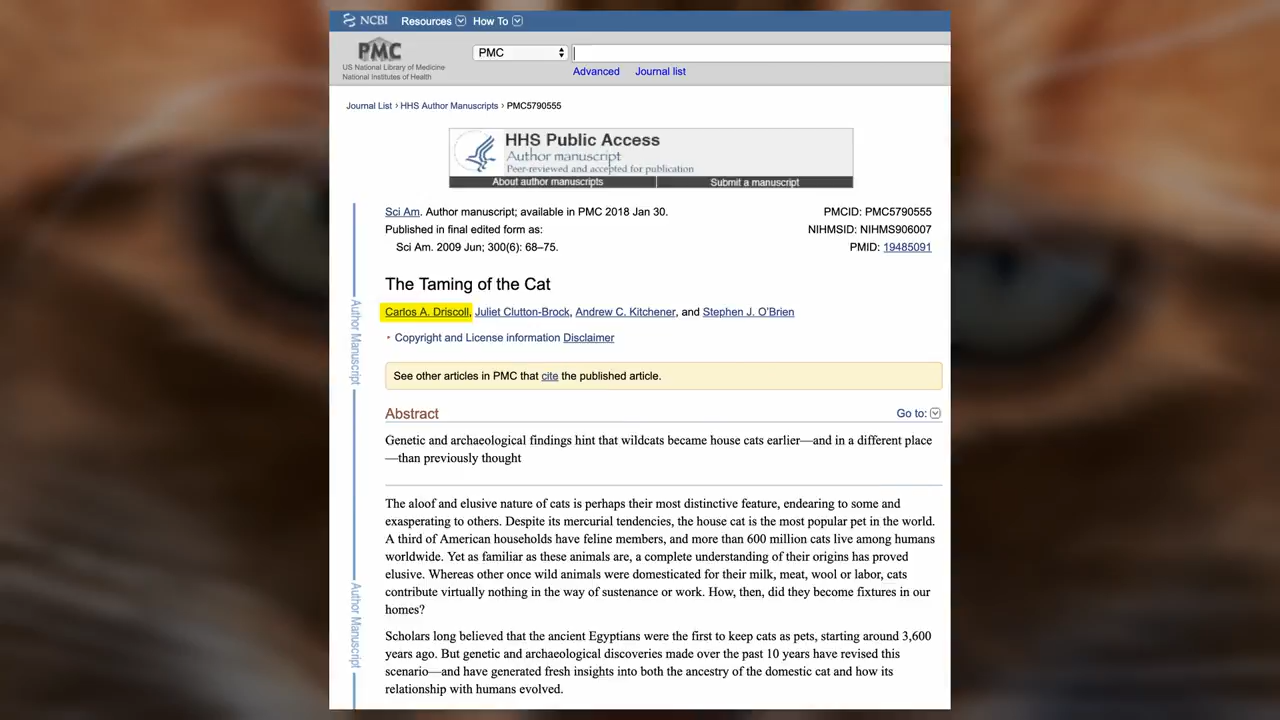 NCBI Resources How To
PMC
US National Library of Medicine
National Institutes of Health
PMC
Advanced Journal list
Journal List › HHS Author Manuscripts › PMC5790555
HHS Public Access
Author manuscript
Peer-reviewed and accepted for publication
About author manuscripts Submit a manuscript
Sci Am. Author manuscript; available in PMC 2018 Jan 30.
Published in final edited form as:
Sci Am. 2009 Jun; 300(6): 68–75.
PMCID: PMC5790555
NIHMSID: NIHMS906007
PMID: 19485091
The Taming of the Cat
Carlos A. Driscoll, Juliet Clutton-Brock, Andrew C. Kitchener, and Stephen J. O'Brien
• Copyright and License information Disclaimer
See other articles in PMC that cite the published article.
Abstract Go to:
Genetic and archaeological findings hint that wildcats became house cats earlier—and in a different place
—than previously thought
The aloof and elusive nature of cats is perhaps their most distinctive feature, endearing to some and
exasperating to others. Despite its mercurial tendencies, the house cat is the most popular pet in the world.
A third of American households have feline members, and more than 600 million cats live among humans
worldwide. Yet as familiar as these animals are, a complete understanding of their origins has proved
elusive. Whereas other once wild animals were domesticated for their milk, meat, wool or labor, cats
contribute virtually nothing in the way of sustenance or work. How, then, did they become fixtures in our
homes?
Scholars long believed that the ancient Egyptians were the first to keep cats as pets, starting around 3,600
years ago. But genetic and archaeological discoveries made over the past 10 years have revised this
scenario—and have generated fresh insights into both the ancestry of the domestic cat and how its
relationship with humans evolved.
Author Manuscript
Author Manuscript